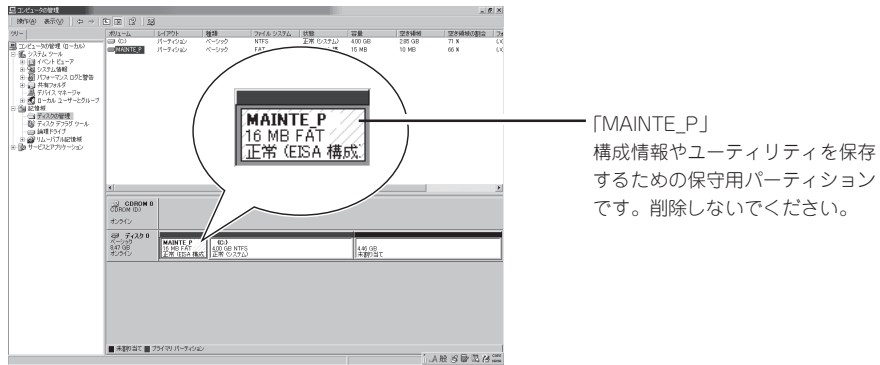 コンピュータの管理
操作(A) 表示(V)
ツリー
コンピュータの管理 (ローカル)
システム ツール
イベント ビューア
システム情報
パフォーマンス ログと警告
共有フォルダ
デバイス マネージャ
ローカル ユーザーとグループ
記憶域
ディスクの管理
ディスク デフラグ ツール
論理ドライブ
リムーバブル記憶域
サービスとアプリケーション
ボリューム レイアウト 種類 ファイル システム 状態 容量 空き領域 空き領域の割合
(C:) パーティション ベーシック NTFS 正常 (システム) 4.00 GB 2.85 GB 71 %
MAINTE_P パーティション ベーシック FAT 15 MB 10 MB 66 %
MAINTE_P
16 MB FAT
正常 (EISA 構成
「MAINTE_P」
構成情報やユーティリティを保存
するための保守用パーティション
です。削除しないでください。
CDROM 0
CDROM (D:)
オンライン
ディスク 0
ベーシック
8.47 GB
オンライン
MAINTE_P
16 MB FAT
正常 (EISA 構成
(C:)
4.00 GB NTFS
正常 (システム)
4.46 GB
未割り当て
未割り当て プライマリ パーティション
A 般